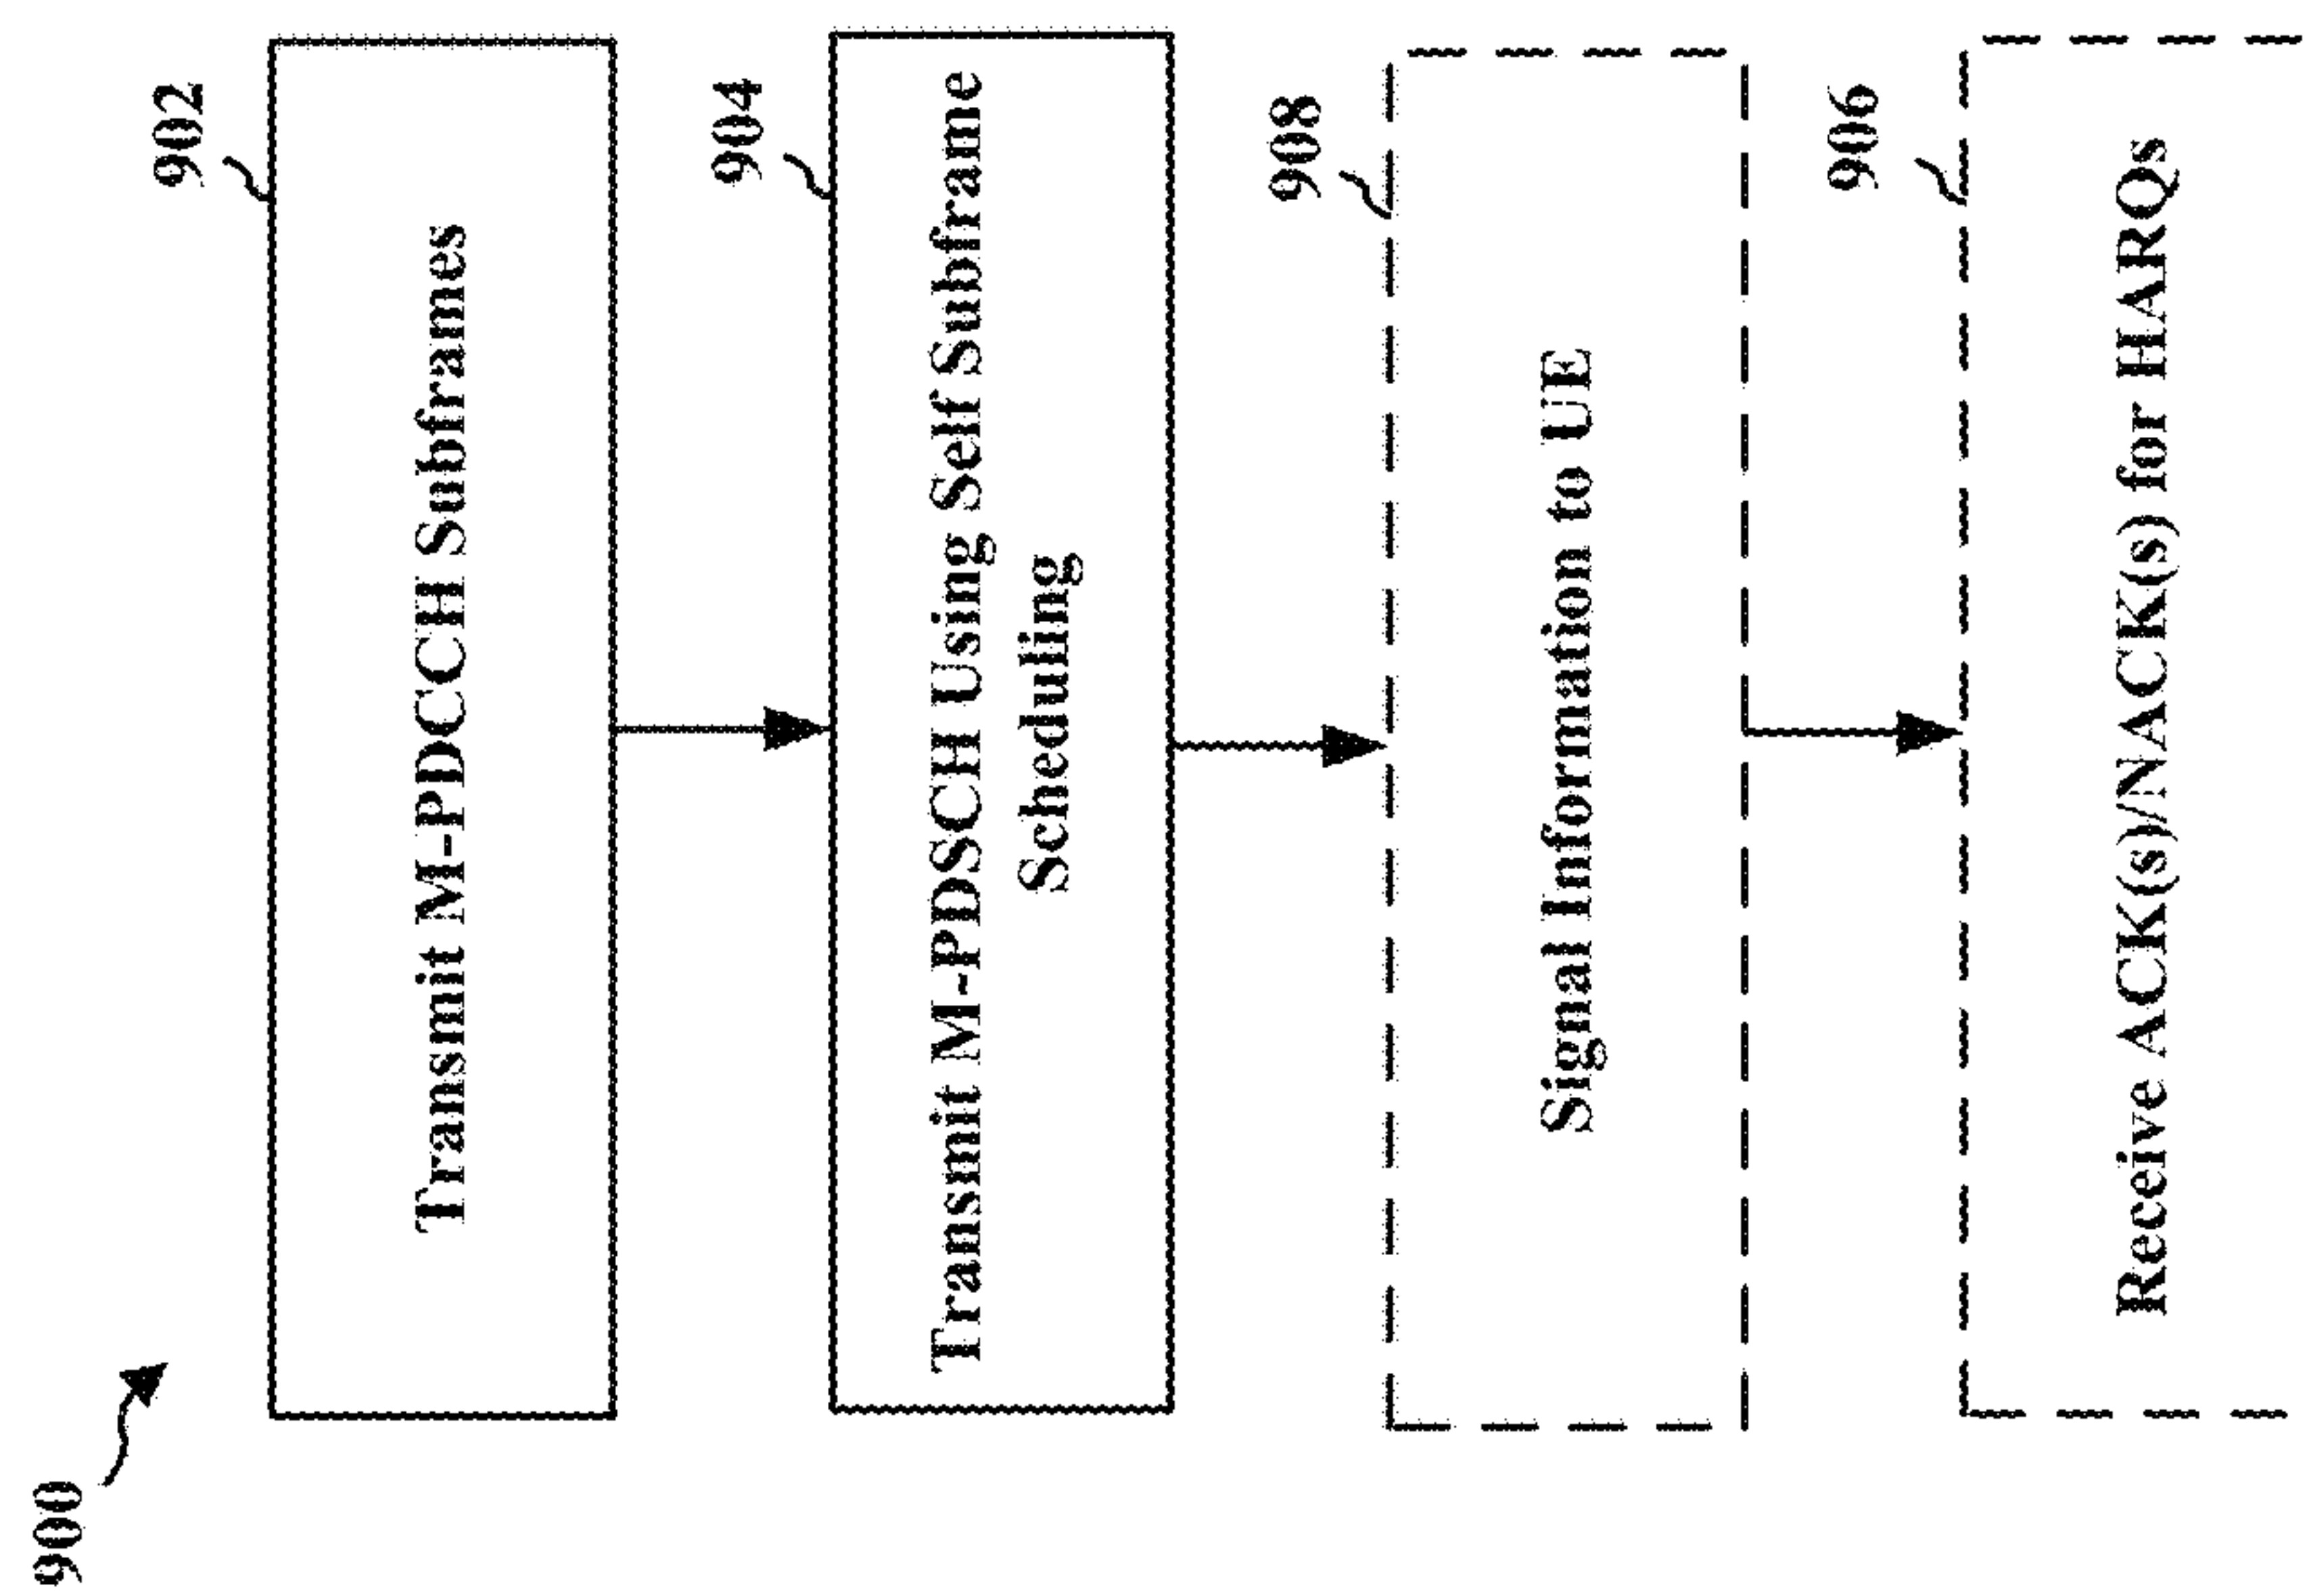 900
902
Transmit M-PDCCH Subframes
904
Transmit M-PDSCH Using Self Subframe
Scheduling
908
Signal Information to UE
906
Receive ACK(s)/NACK(s) for HARQs